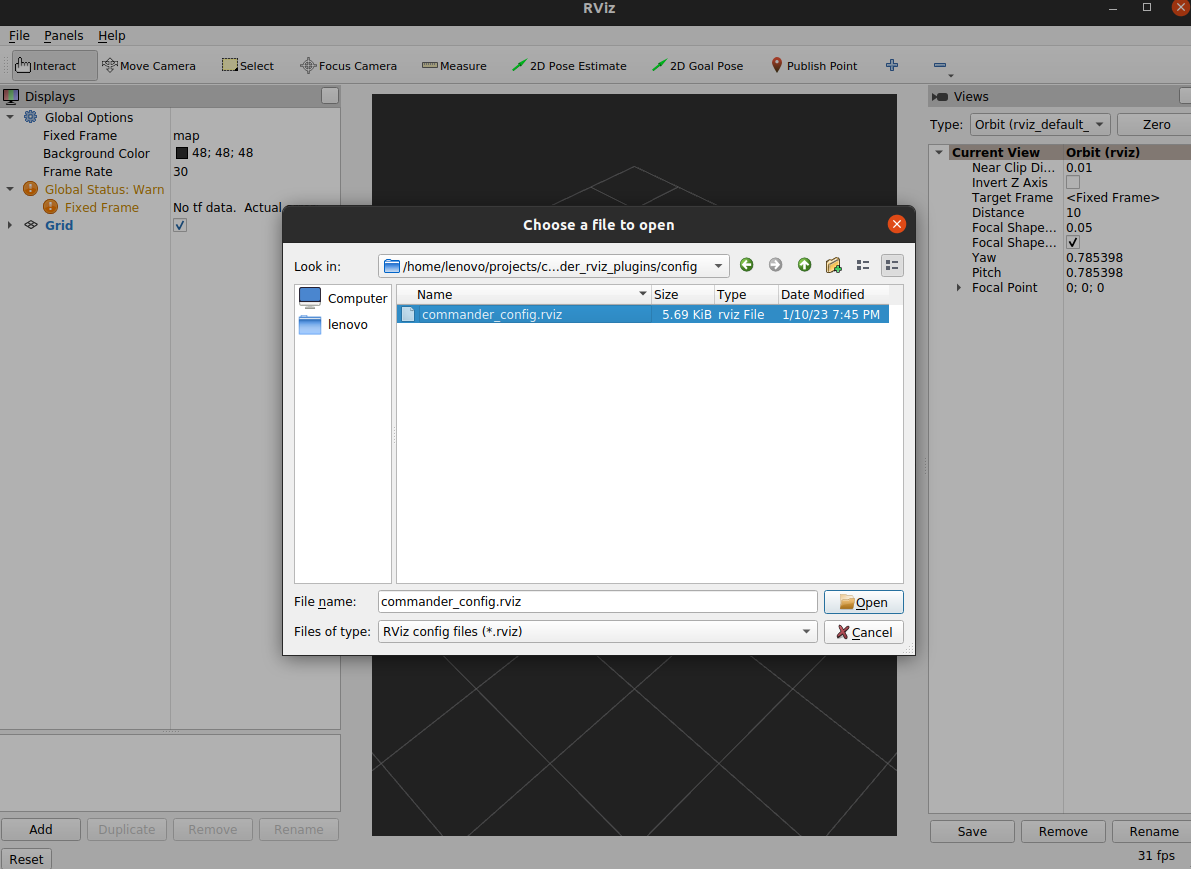 RViz
File Panels Help
Interact Move Camera Select Focus Camera Measure 2D Pose Estimate 2D Goal Pose Publish Point
Displays
Global Options
Fixed Frame map
Background Color 48; 48; 48
Frame Rate 30
Global Status: Warn
Fixed Frame No tf data. Actual
Grid
Choose a file to open
Look in: /home/lenovo/projects/c...der_rviz_plugins/config
Computer
lenovo
Name Size Type Date Modified
commander_config.rviz 5.69 KiB rviz File 1/10/23 7:45 PM
File name: commander_config.rviz Open
Files of type: RViz config files (*.rviz) Cancel
Views
Type: Orbit (rviz_default_ Zero
Current View Orbit (rviz)
Near Clip Di... 0.01
Invert Z Axis
Target Frame <Fixed Frame>
Distance 10
Focal Shape... 0.05
Focal Shape...
Yaw 0.785398
Pitch 0.785398
Focal Point 0; 0; 0
Add Duplicate Remove Rename
Save Remove Rename
Reset
31 fps